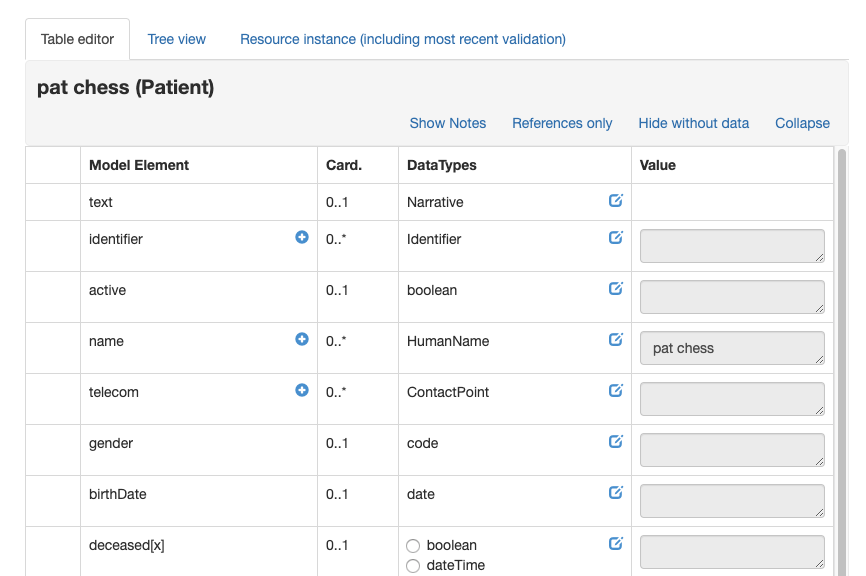 Table editor Tree view Resource instance (including most recent validation)
pat chess (Patient)
Show Notes References only Hide without data Collapse
Model Element Card. DataTypes Value
text 0..1 Narrative
identifier 0..* Identifier
active 0..1 boolean
name 0..* HumanName pat chess
telecom 0..* ContactPoint
gender 0..1 code
birthDate 0..1 date
deceased[x] 0..1 boolean
dateTime